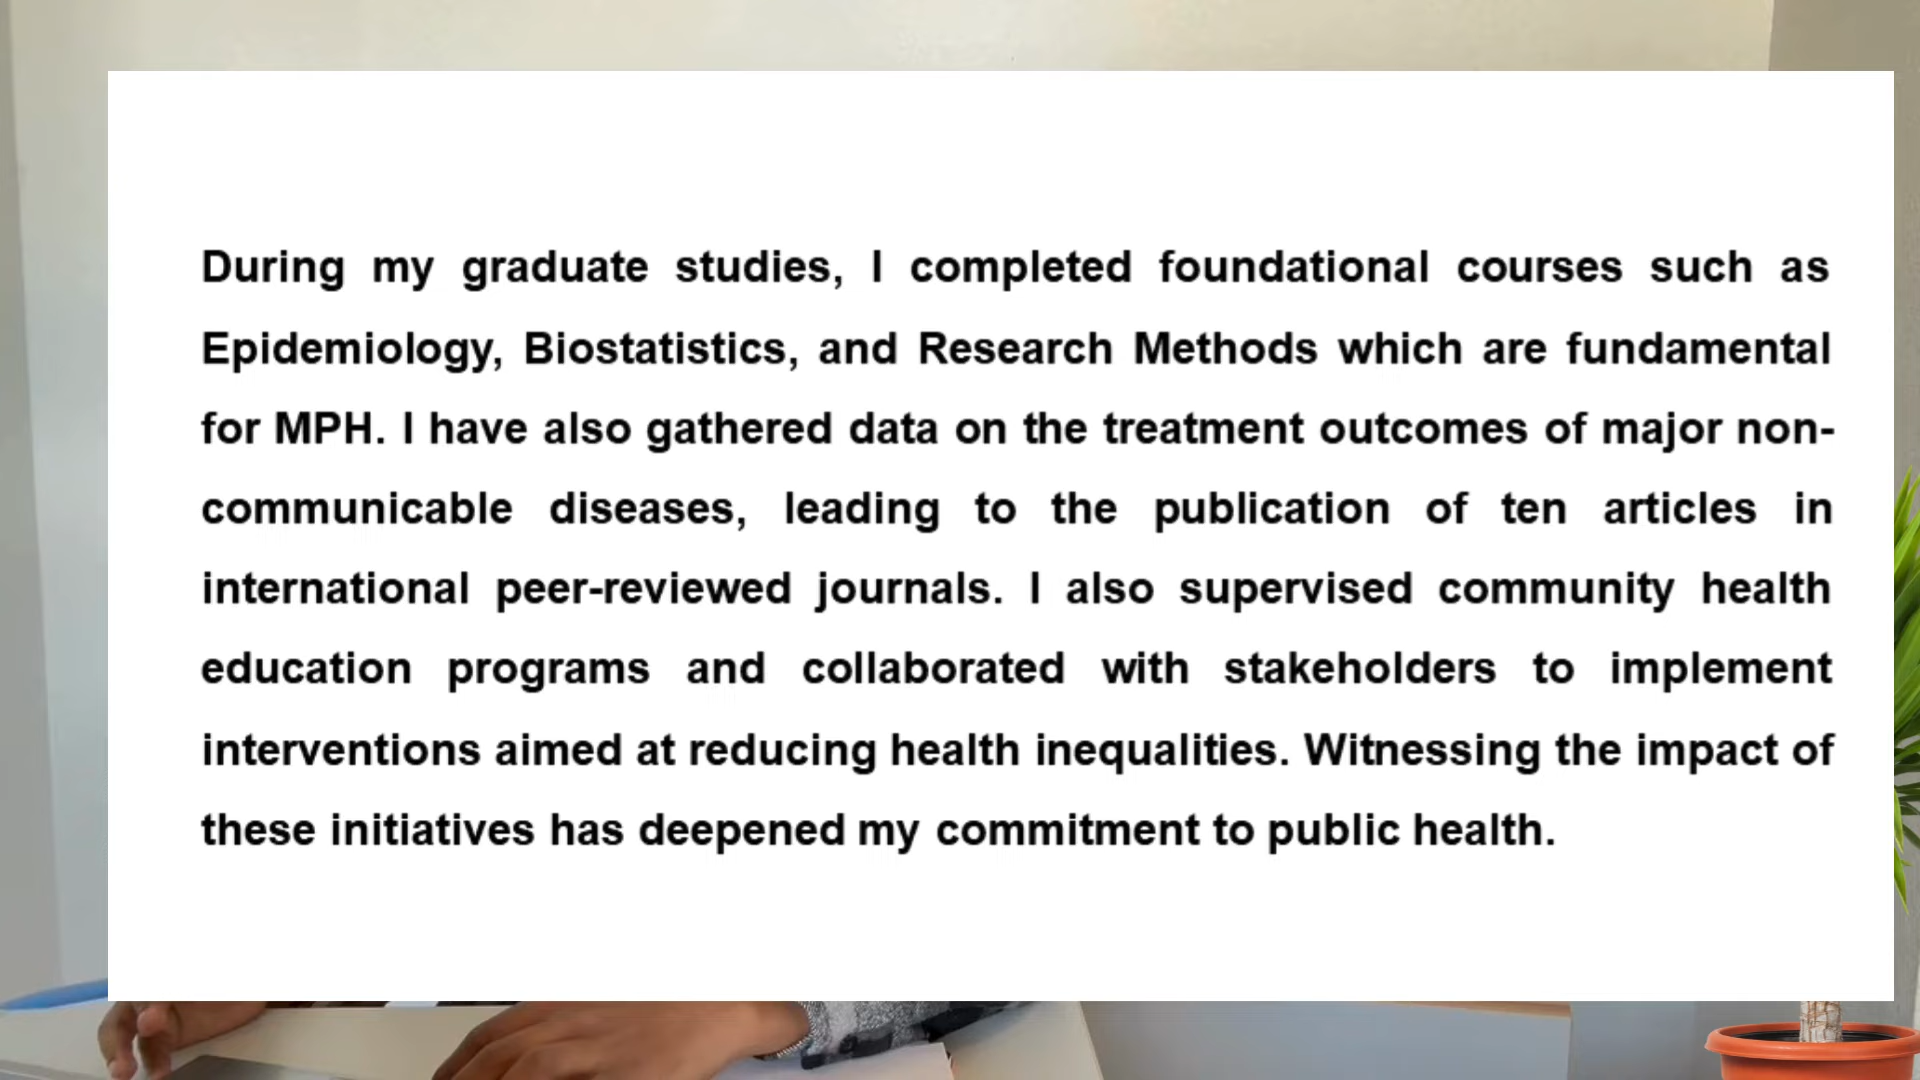 During my graduate studies, I completed foundational courses such as
Epidemiology, Biostatistics, and Research Methods which are fundamental
for MPH. I have also gathered data on the treatment outcomes of major non-
communicable diseases, leading to the publication of ten articles in
international peer-reviewed journals. I also supervised community health
education programs and collaborated with stakeholders to implement
interventions aimed at reducing health inequalities. Witnessing the impact of
these initiatives has deepened my commitment to public health.